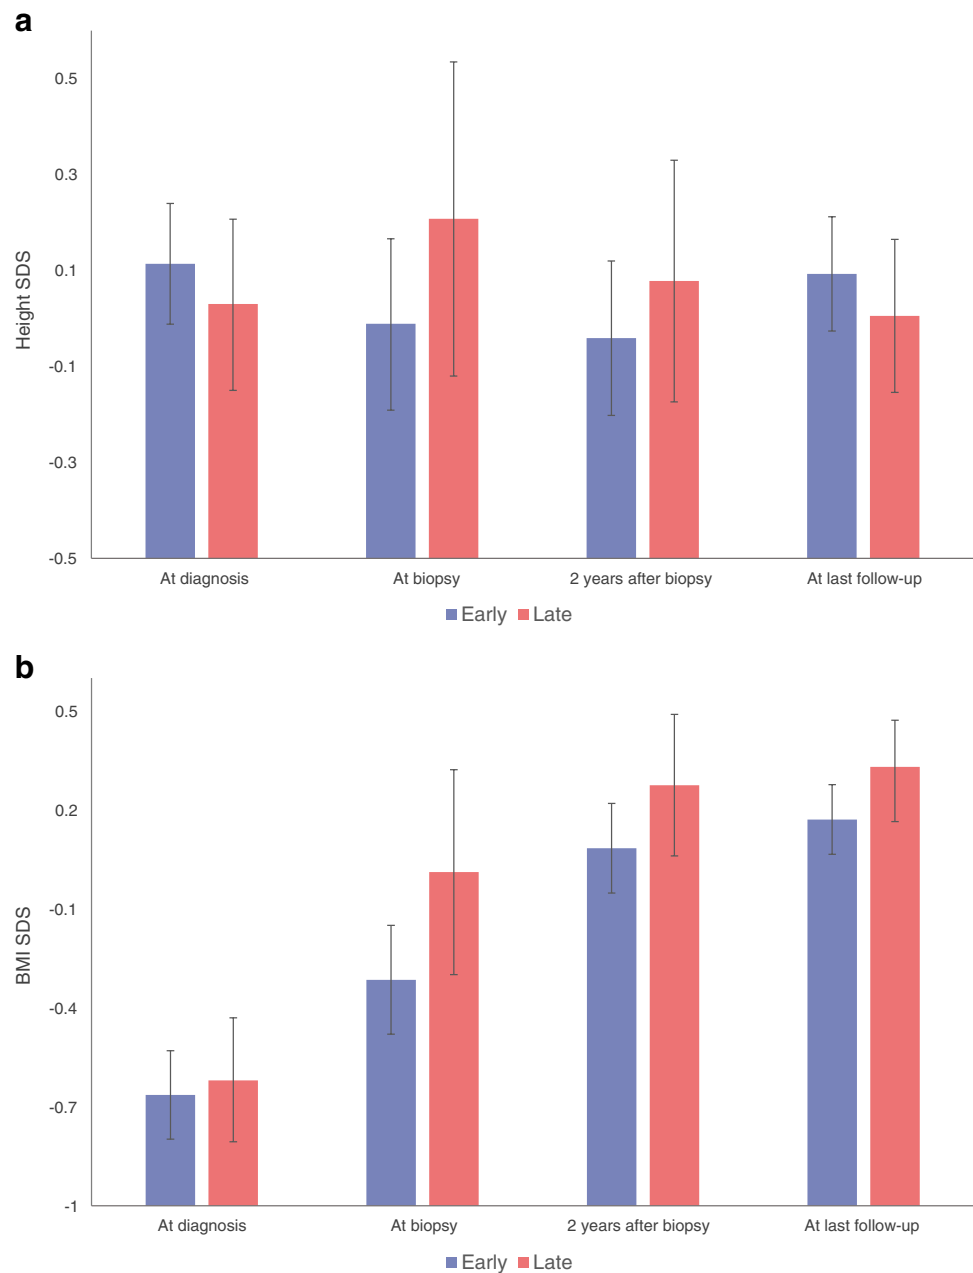 a
0.5
0.3
0.1
-0.1
-0.3
-0.5
Height SDS
At diagnosis At biopsy 2 years after biopsy At last follow-up
Early Late
b
0.5
0.2
-0.1
-0.4
-0.7
-1
BMI SDS
At diagnosis At biopsy 2 years after biopsy At last follow-up
Early Late